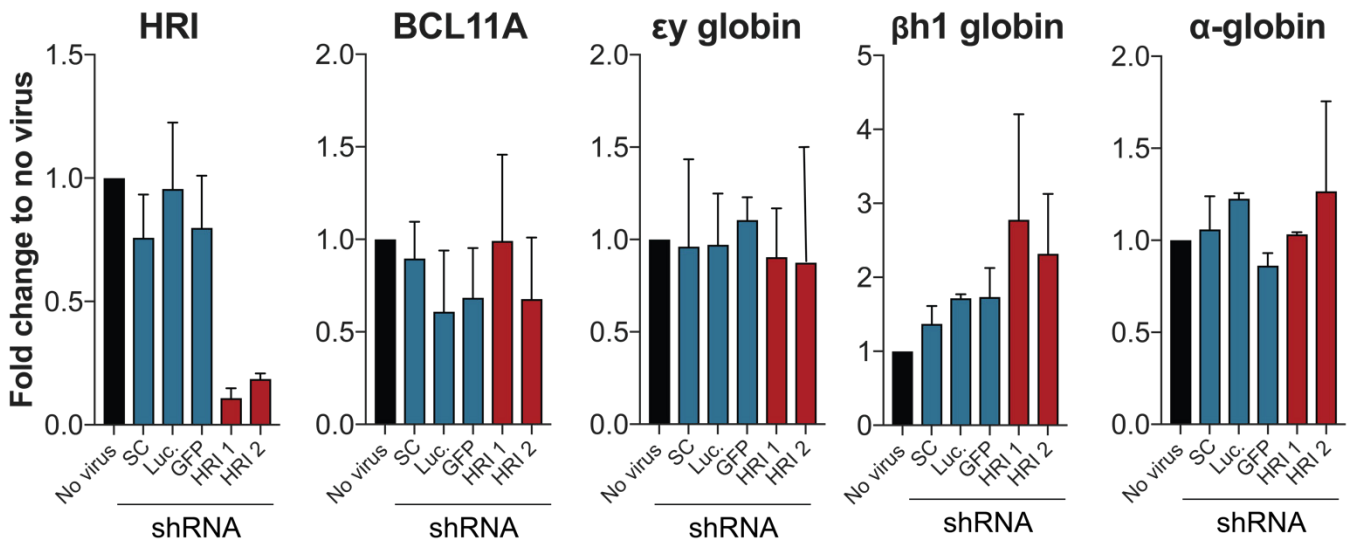 HRI
BCL11A
εy globin
βh1 globin
α-globin
Fold change to no virus
1.5
1.0
0.5
0.0
No virus
SC
Luc.
GFP
HRI 1
HRI 2
shRNA
2.0
1.5
1.0
0.5
0.0
No virus
SC
Luc.
GFP
HRI 1
HRI 2
shRNA
2.0
1.5
1.0
0.5
0.0
No virus
SC
Luc.
GFP
HRI 1
HRI 2
shRNA
5
4
3
2
1
0
No virus
SC
Luc.
GFP
HRI 1
HRI 2
shRNA
2.0
1.5
1.0
0.5
0.0
No virus
SC
Luc.
GFP
HRI 1
HRI 2
shRNA